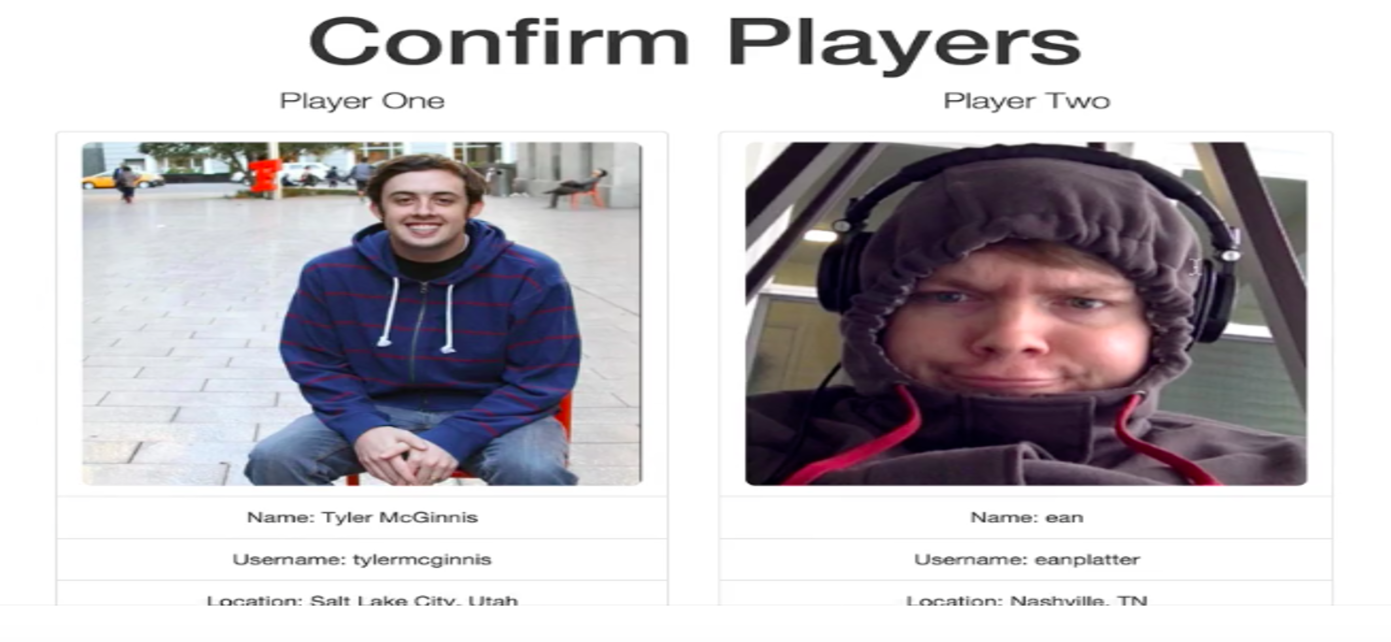 Confirm Players
Player One
Player Two
Name: Tyler McGinnis
Username: tylermcginnis
Location: Salt Lake City, Utah
Name: ean
Username: eanplatter
Location: Nashville, TN